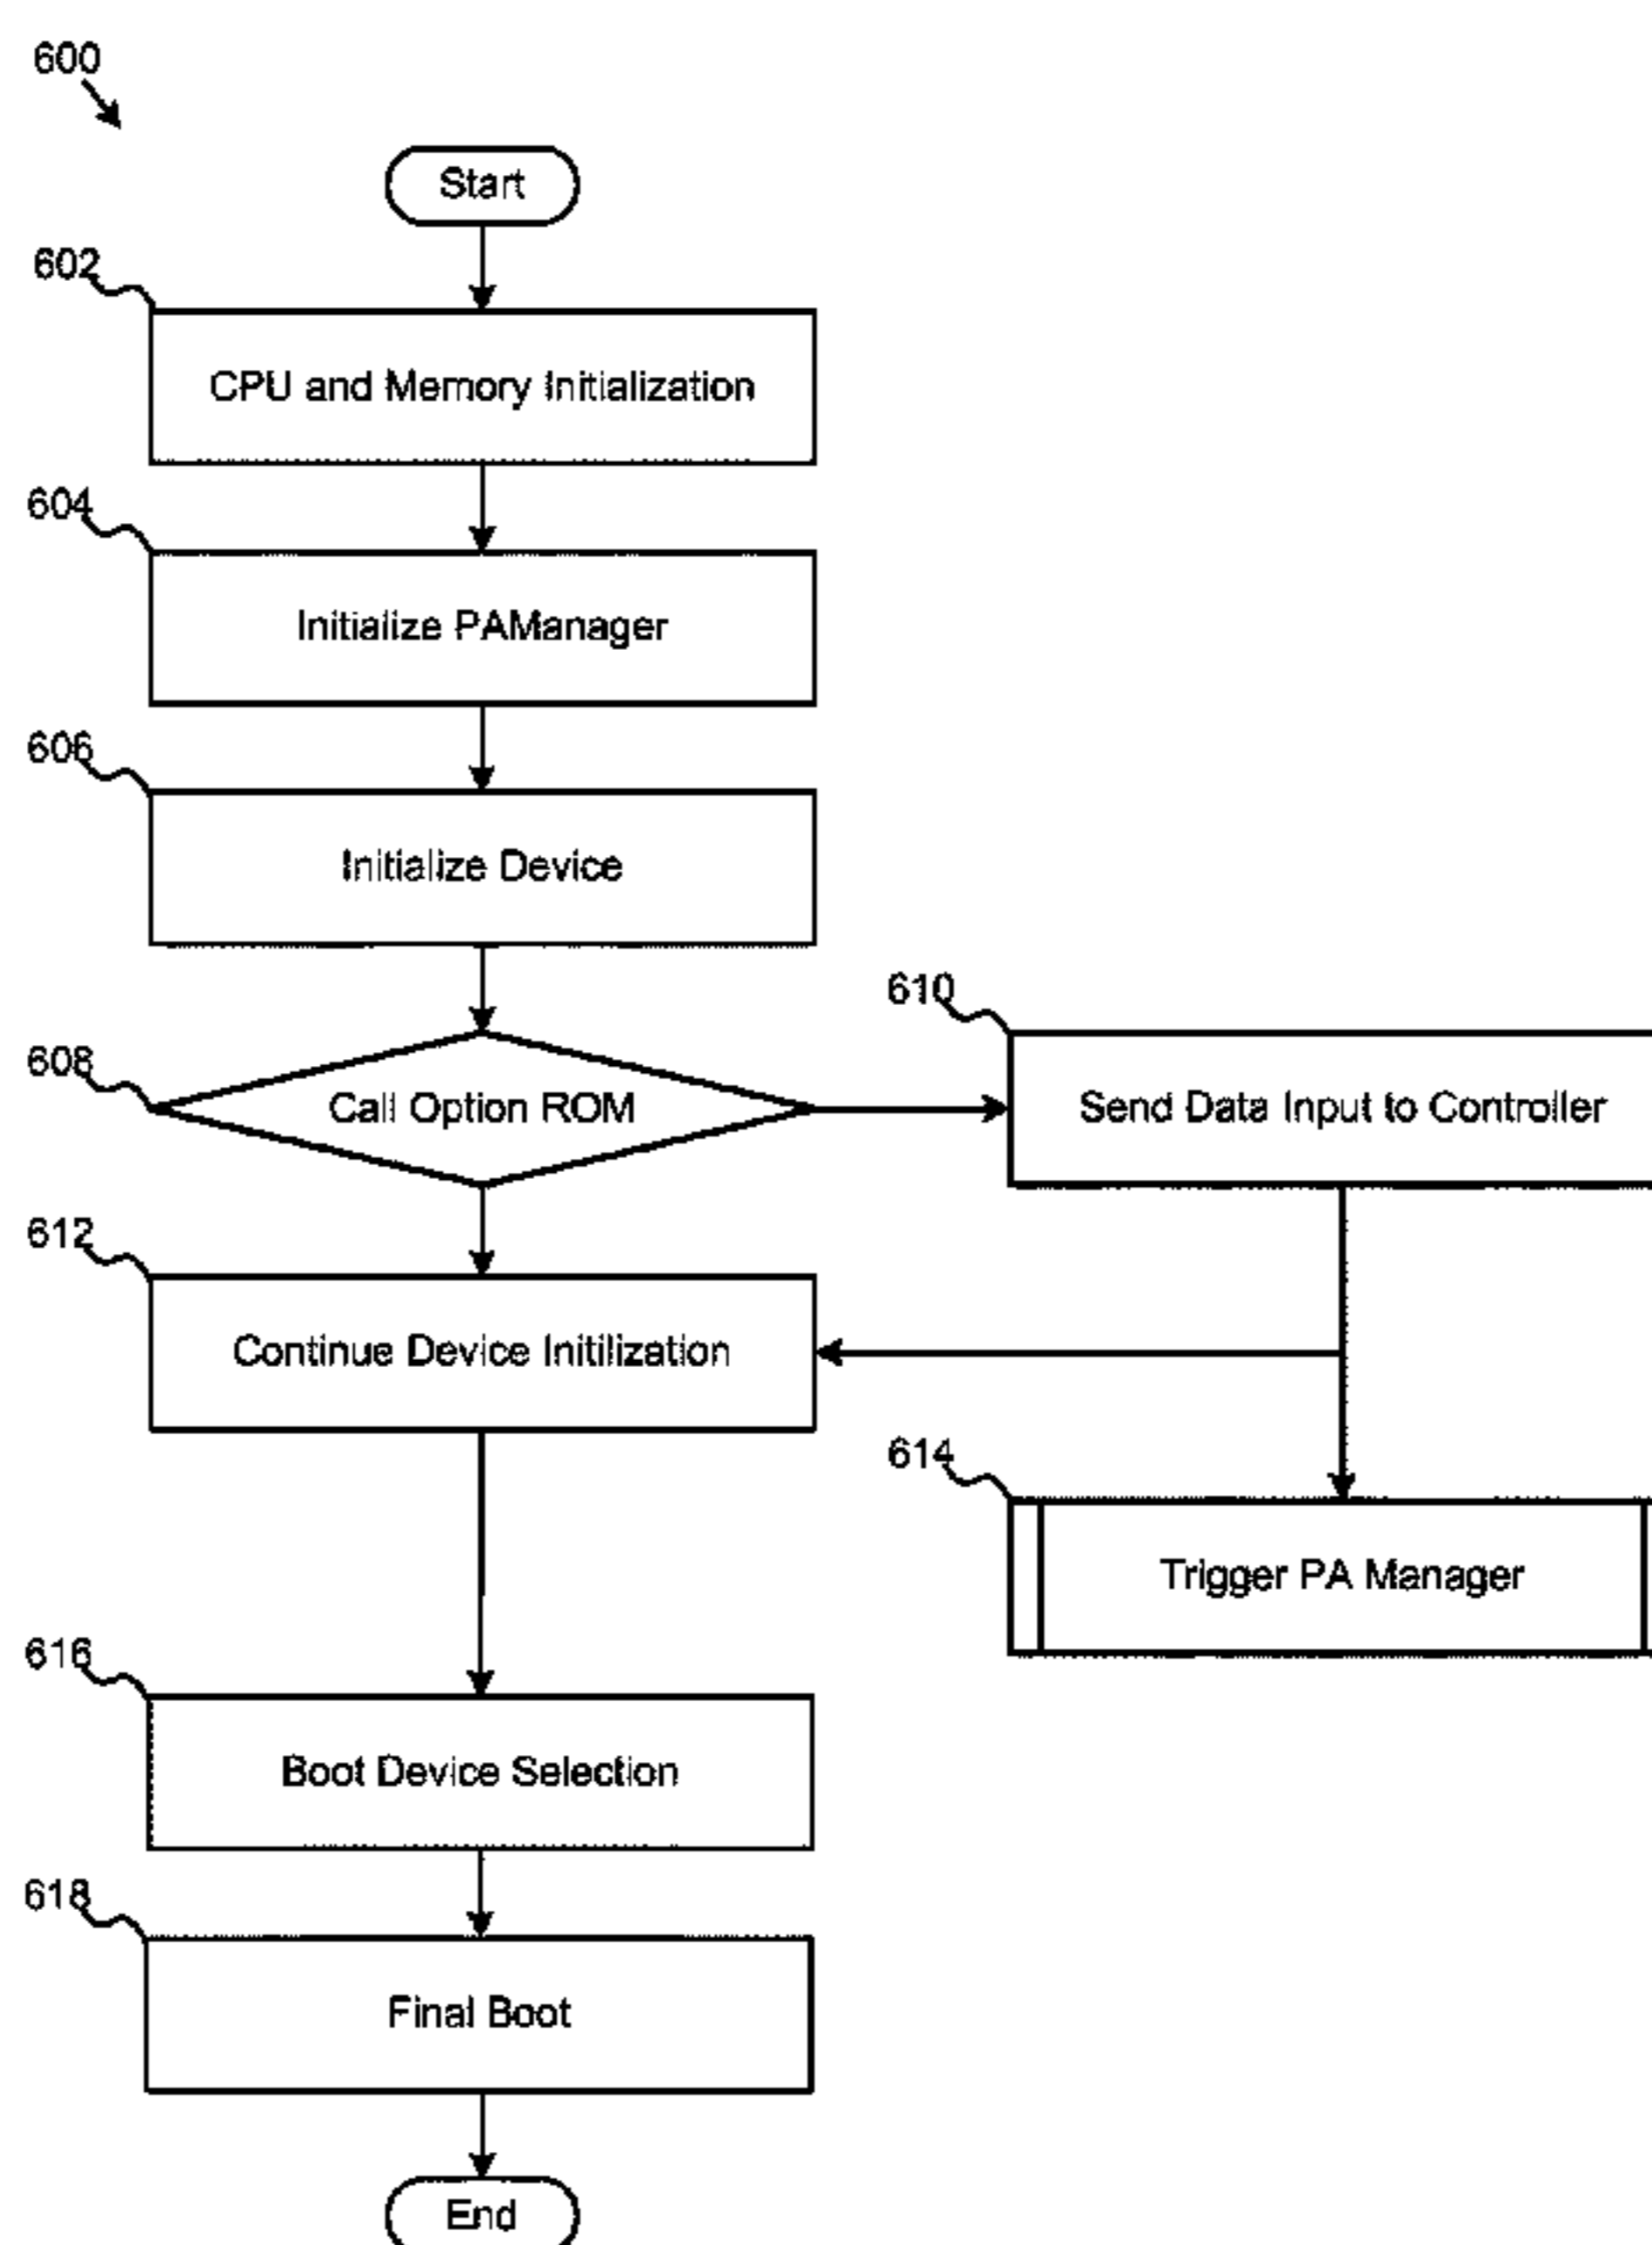 600
Start
602
CPU and Memory Initialization
604
Initialize PAManager
606
Initialize Device
608
Call Option ROM
610
Send Data Input to Controller
612
Continue Device Initilization
614
Trigger PA Manager
616
Boot Device Selection
618
Final Boot
End